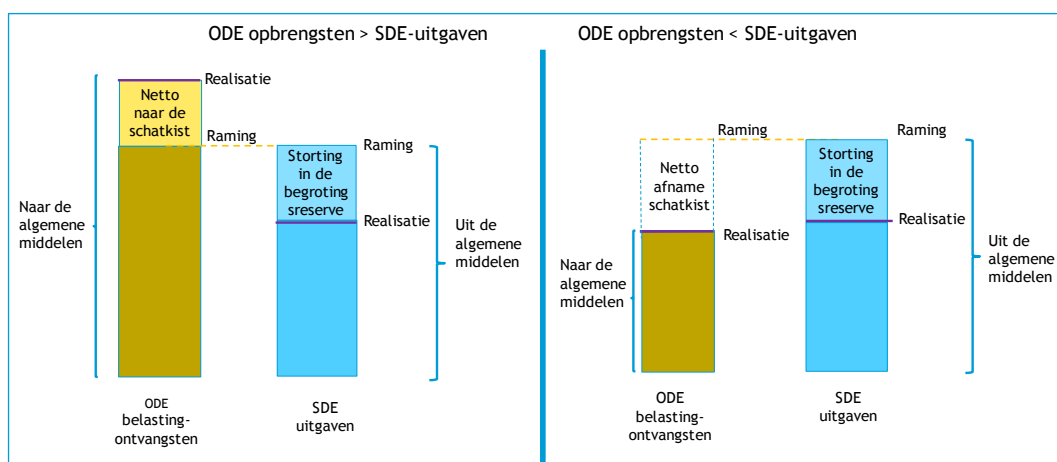 ODE opbrengsten > SDE-uitgaven
Realisatie
Netto
naar de
schatkist
Raming
Raming
Storting
in de
begroting
sreserve
Realisatie
Naar de
algemene
middelen
Uit de
algemene
middelen
ODE
belasting-
ontvangsten
SDE
uitgaven
ODE opbrengsten < SDE-uitgaven
Raming
Raming
Netto
afname
schatkist
Storting
in de
begroting
sreserve
Realisatie
Realisatie
Naar de
algemene
middelen
Uit de
algemene
middelen
ODE
belasting-
ontvangsten
SDE
uitgaven